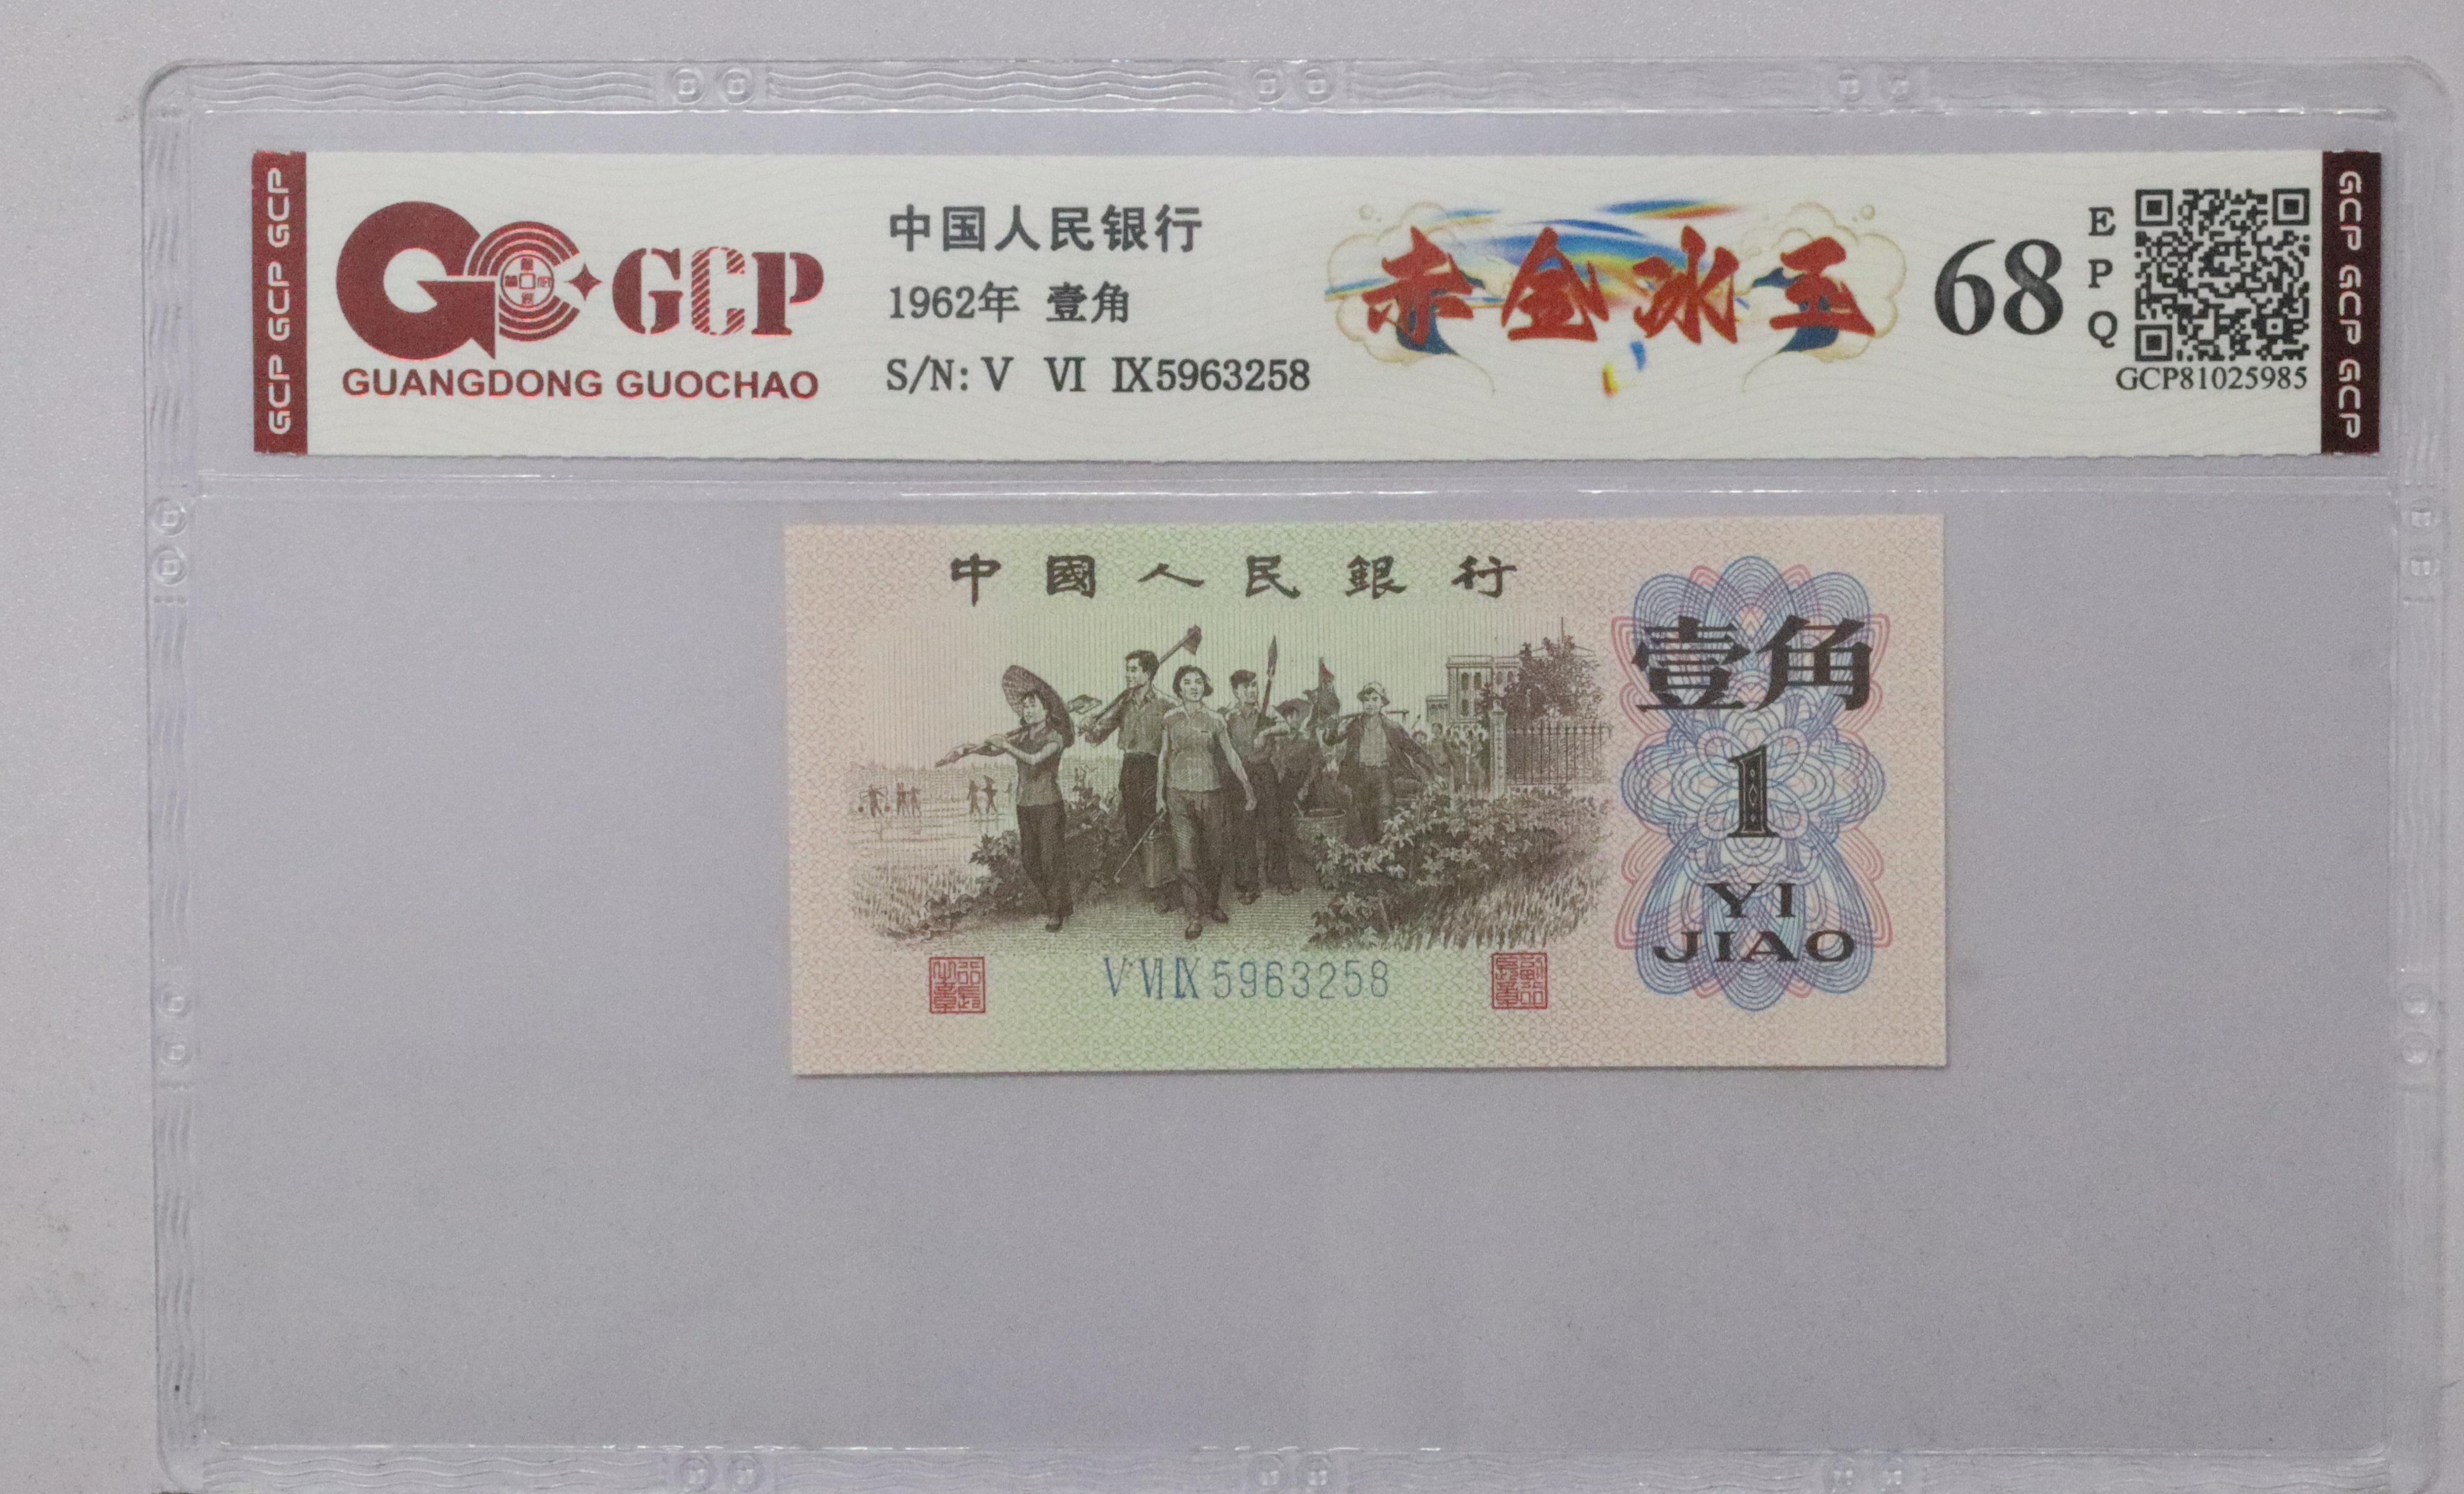 GCP GCP GCP
GCP
GUANGDONG GUOCHAO
中国人民银行
1962年 壹角
S/N: V VI IX5963258
赤金冰玉
68
EPQ
GCP81025985
GCP GCP GCP
中國人民銀行
壹角
1
YI
JIAO
V VI IX 5963258